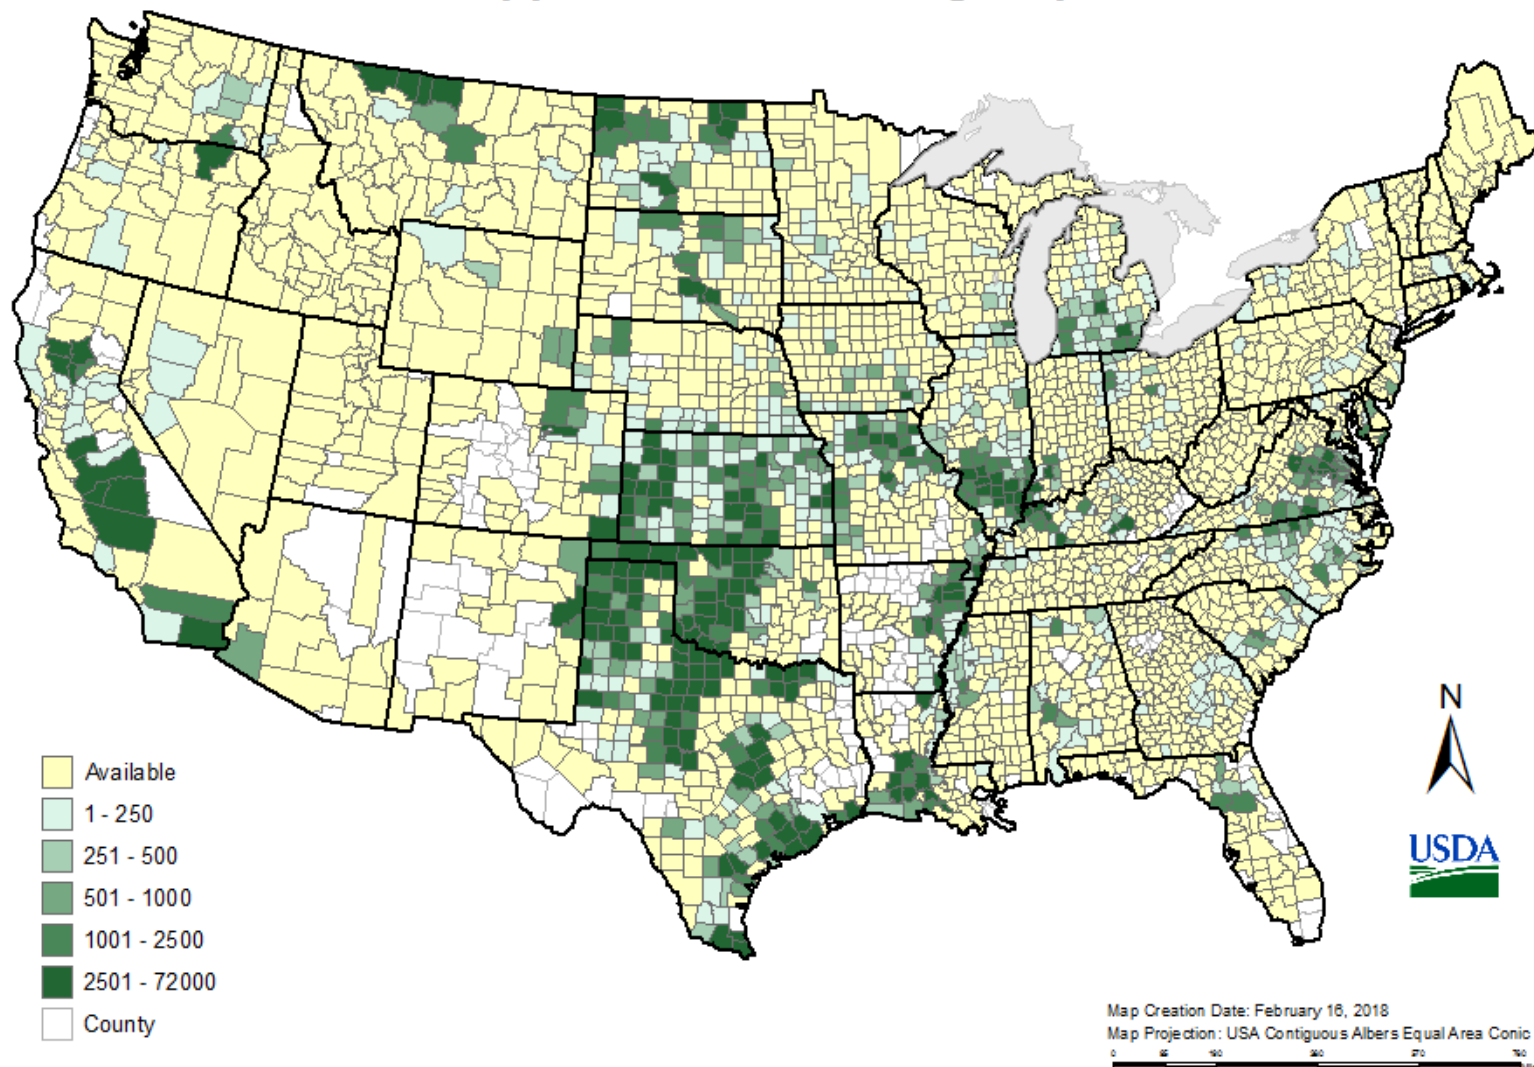 N
USDA
Available
1 - 250
251 - 500
501 - 1000
1001 - 2500
2501 - 72000
County
Map Creation Date: February 16, 2018
Map Projection: USA Contiguous Albers Equal Area Conic
0